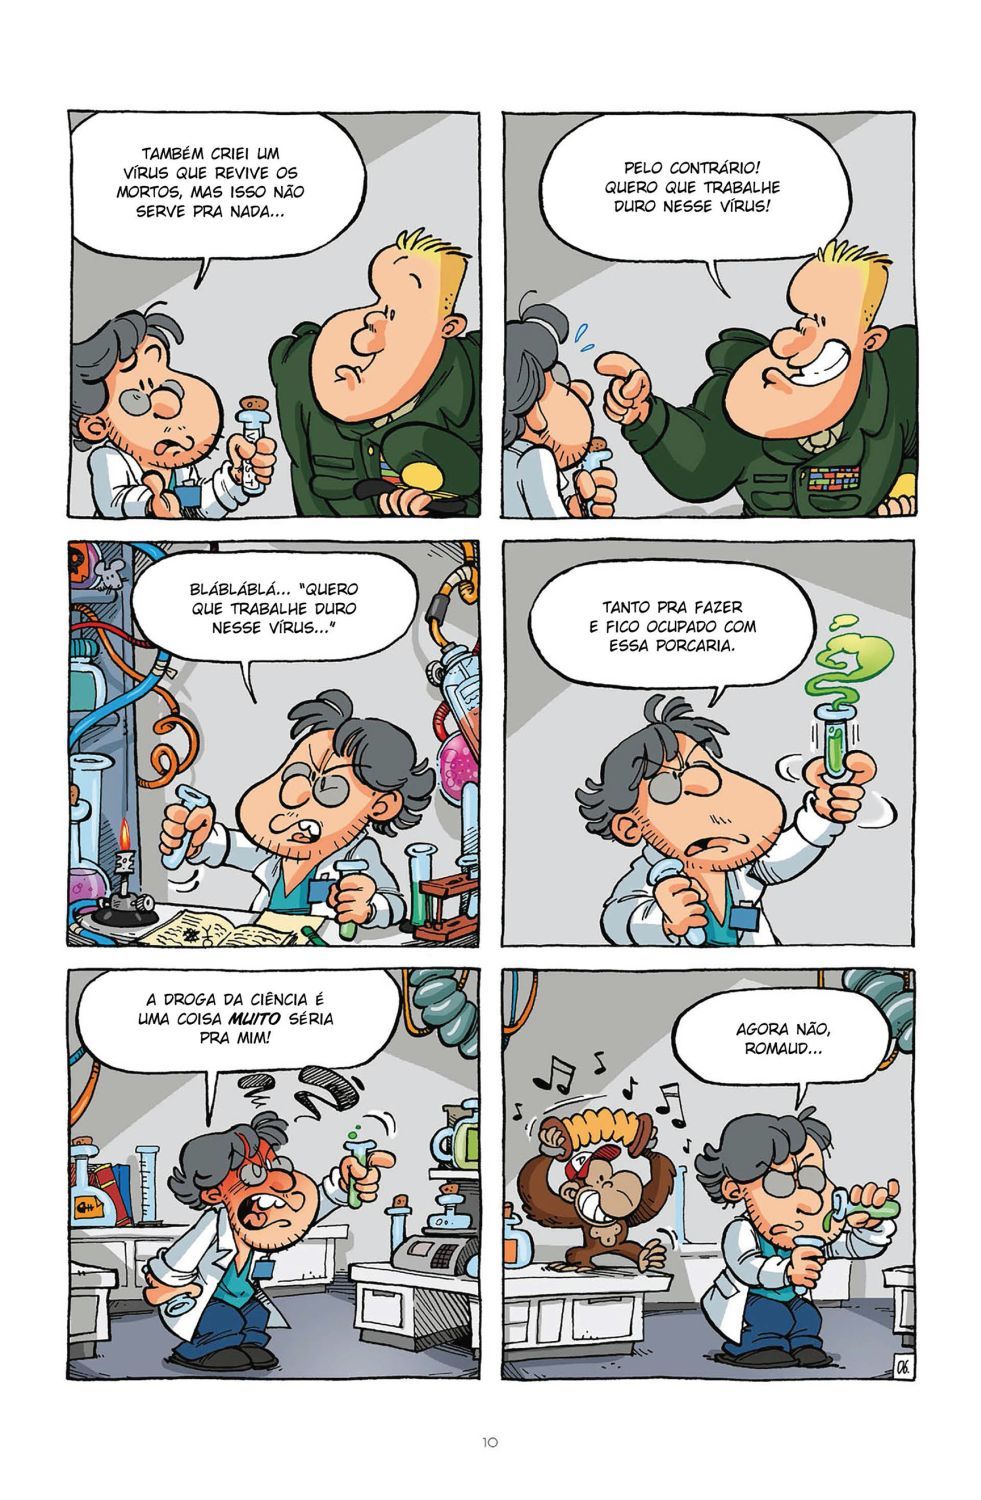 TAMBÉM CRIEI UM
VÍRUS QUE REVIVE OS
MORTOS, MAS ISSO NÃO
SERVE PRA NADA...
PELO CONTRÁRIO!
QUERO QUE TRABALHE
DURO NESSE VÍRUS!
BLÁBLÁBLÁ... "QUERO
QUE TRABALHE DURO
NESSE VÍRUS..."
TANTO PRA FAZER
E FICO OCUPADO COM
ESSA PORCARIA.
A DROGA DA CIÊNCIA É
UMA COISA MUITO SÉRIA
PRA MIM!
AGORA NÃO,
ROMAUD...
06.
10